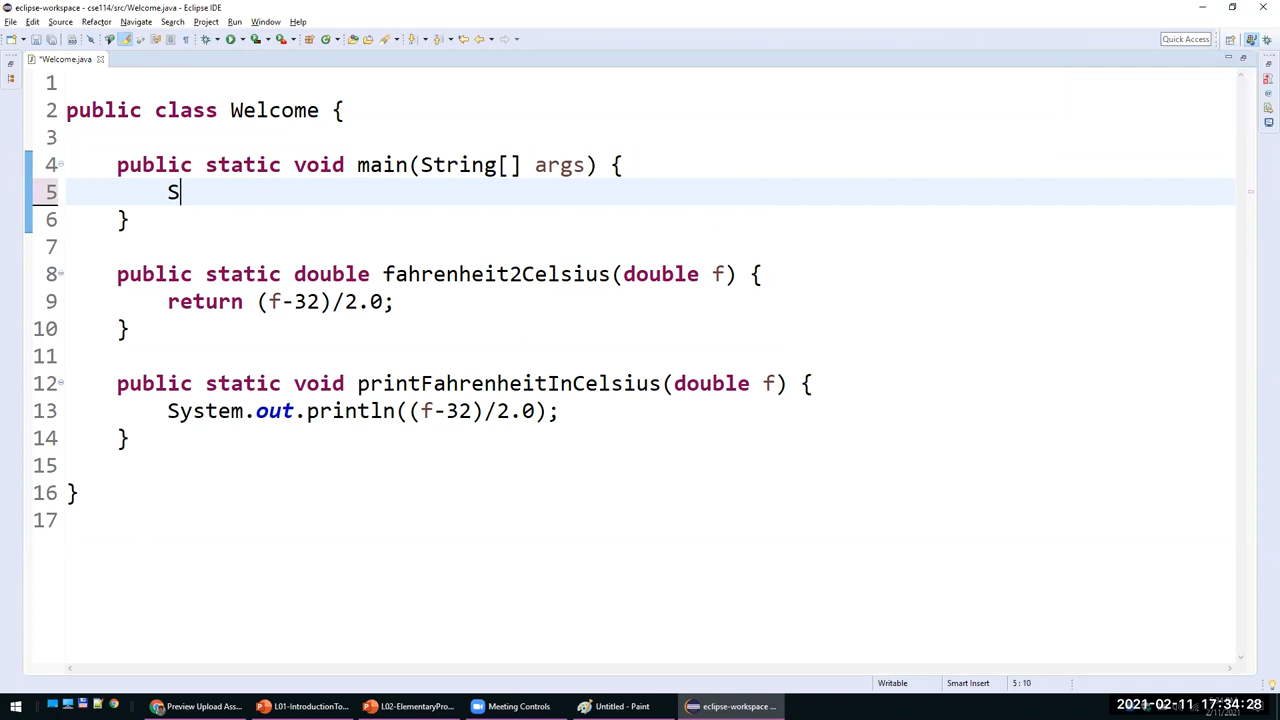 eclipse-workspace - cse114/src/Welcome.java - Eclipse IDE
File Edit Source Refactor Navigate Search Project Run Window Help
Quick Access
*Welcome.java
1
2 public class Welcome {
3
4 public static void main(String[] args) {
5 S
6 }
7
8 public static double fahrenheit2Celsius(double f) {
9 return (f-32)/2.0;
10 }
11
12 public static void printFahrenheitInCelsius(double f) {
13 System.out.println((f-32)/2.0);
14 }
15
16 }
17
Writable Smart Insert 5 : 10
Preview Upload Ass... L01-IntroductionTo... L02-ElementaryPro... Meeting Controls Untitled - Paint eclipse-workspace ... 2021-02-11 17:34:28